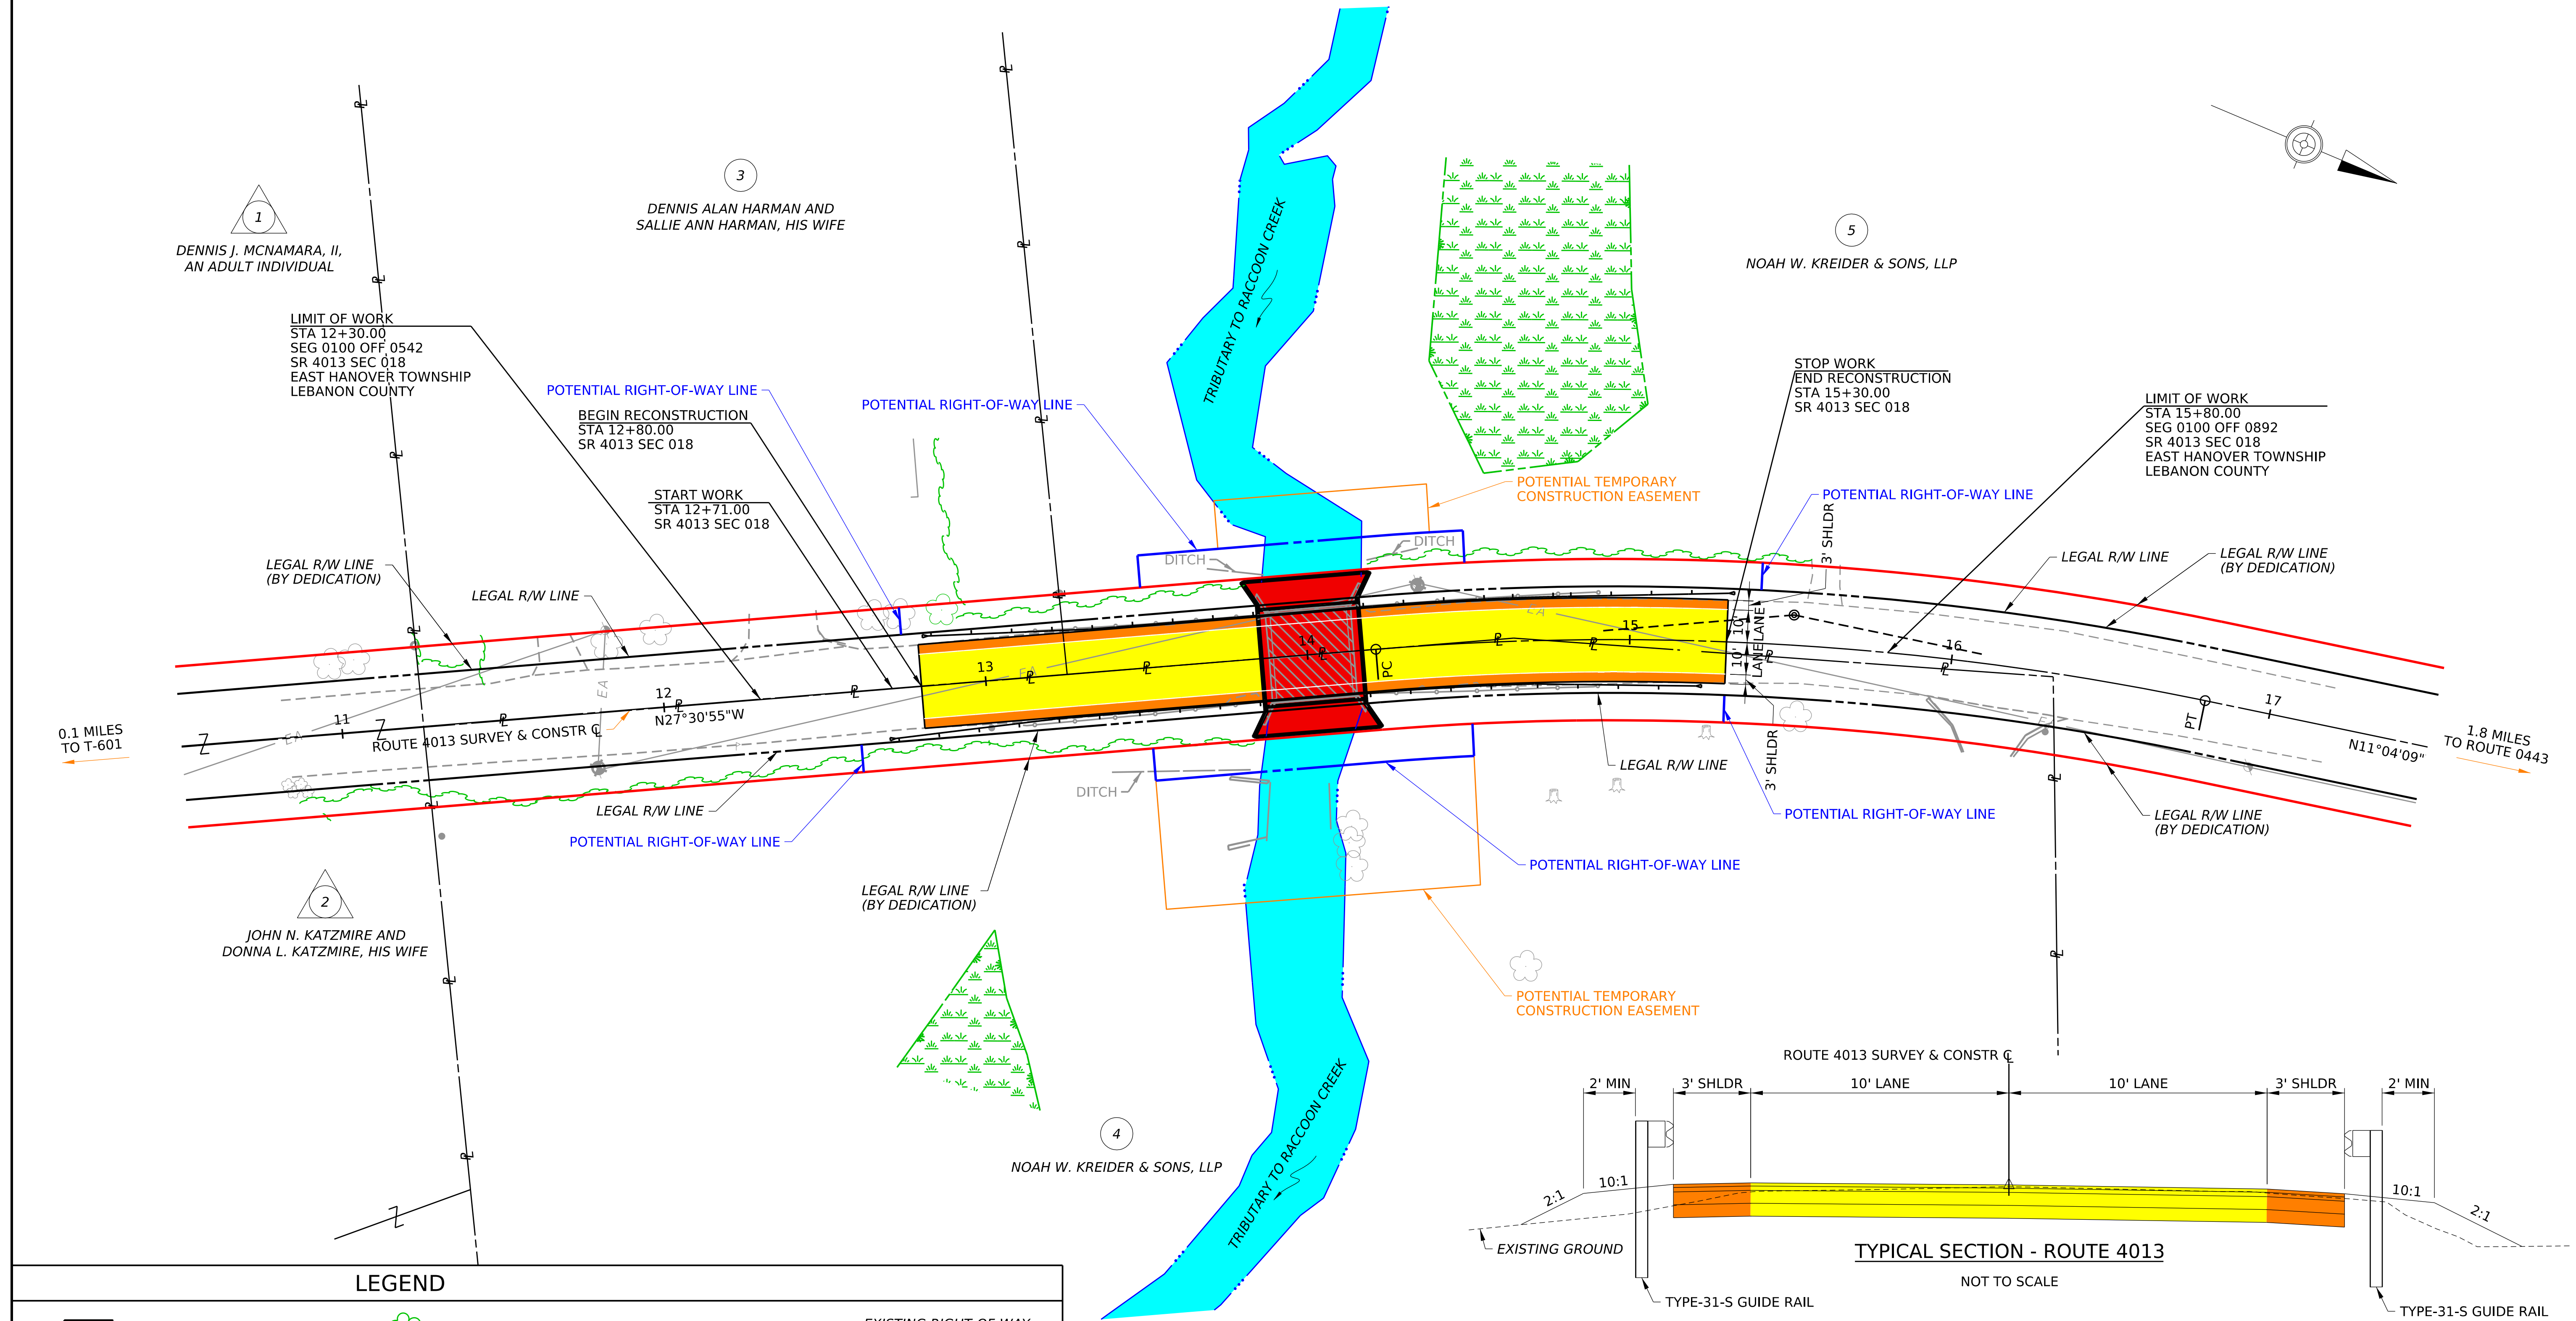 1
DENNIS J. MCNAMARA, II,
AN ADULT INDIVIDUAL
3
DENNIS ALAN HARMAN AND
SALLIE ANN HARMAN, HIS WIFE
TRIBUTARY TO RACCOON CREEK
5
NOAH W. KREIDER & SONS, LLP
LIMIT OF WORK
STA 12+30.00
SEG 0100 OFF 0542
SR 4013 SEC 018
EAST HANOVER TOWNSHIP
LEBANON COUNTY
POTENTIAL RIGHT-OF-WAY LINE
BEGIN RECONSTRUCTION
STA 12+80.00
SR 4013 SEC 018
START WORK
STA 12+71.00
SR 4013 SEC 018
POTENTIAL RIGHT-OF-WAY LINE
STOP WORK
END RECONSTRUCTION
STA 15+30.00
SR 4013 SEC 018
LIMIT OF WORK
STA 15+80.00
SEG 0100 OFF 0892
SR 4013 SEC 018
EAST HANOVER TOWNSHIP
LEBANON COUNTY
POTENTIAL TEMPORARY
CONSTRUCTION EASEMENT
POTENTIAL RIGHT-OF-WAY LINE
3' SHLDR
DITCH
DITCH
LEGAL R/W LINE
(BY DEDICATION)
LEGAL R/W LINE
LEGAL R/W LINE
LEGAL R/W LINE
(BY DEDICATION)
10'
LANE
10'
LANE
3' SHLDR
11
12
13
14
15
16
17
PC
PT
EA
EA
EA
EA
0.1 MILES
TO T-601
ROUTE 4013 SURVEY & CONSTR ℄
N27°30'55"W
N11°04'09"
1.8 MILES
TO ROUTE 0443
LEGAL R/W LINE
POTENTIAL RIGHT-OF-WAY LINE
DITCH
LEGAL R/W LINE
POTENTIAL RIGHT-OF-WAY LINE
LEGAL R/W LINE
(BY DEDICATION)
POTENTIAL RIGHT-OF-WAY LINE
LEGAL R/W LINE
(BY DEDICATION)
2
JOHN N. KATZMIRE AND
DONNA L. KATZMIRE, HIS WIFE
POTENTIAL TEMPORARY
CONSTRUCTION EASEMENT
4
NOAH W. KREIDER & SONS, LLP
TRIBUTARY TO RACCOON CREEK
ROUTE 4013 SURVEY & CONSTR ℄
2' MIN
3' SHLDR
10' LANE
10' LANE
3' SHLDR
2' MIN
2:1
10:1
10:1
2:1
EXISTING GROUND
TYPICAL SECTION - ROUTE 4013
NOT TO SCALE
TYPE-31-S GUIDE RAIL
TYPE-31-S GUIDE RAIL
LEGEND
EXISTING RIGHT-OF-WAY